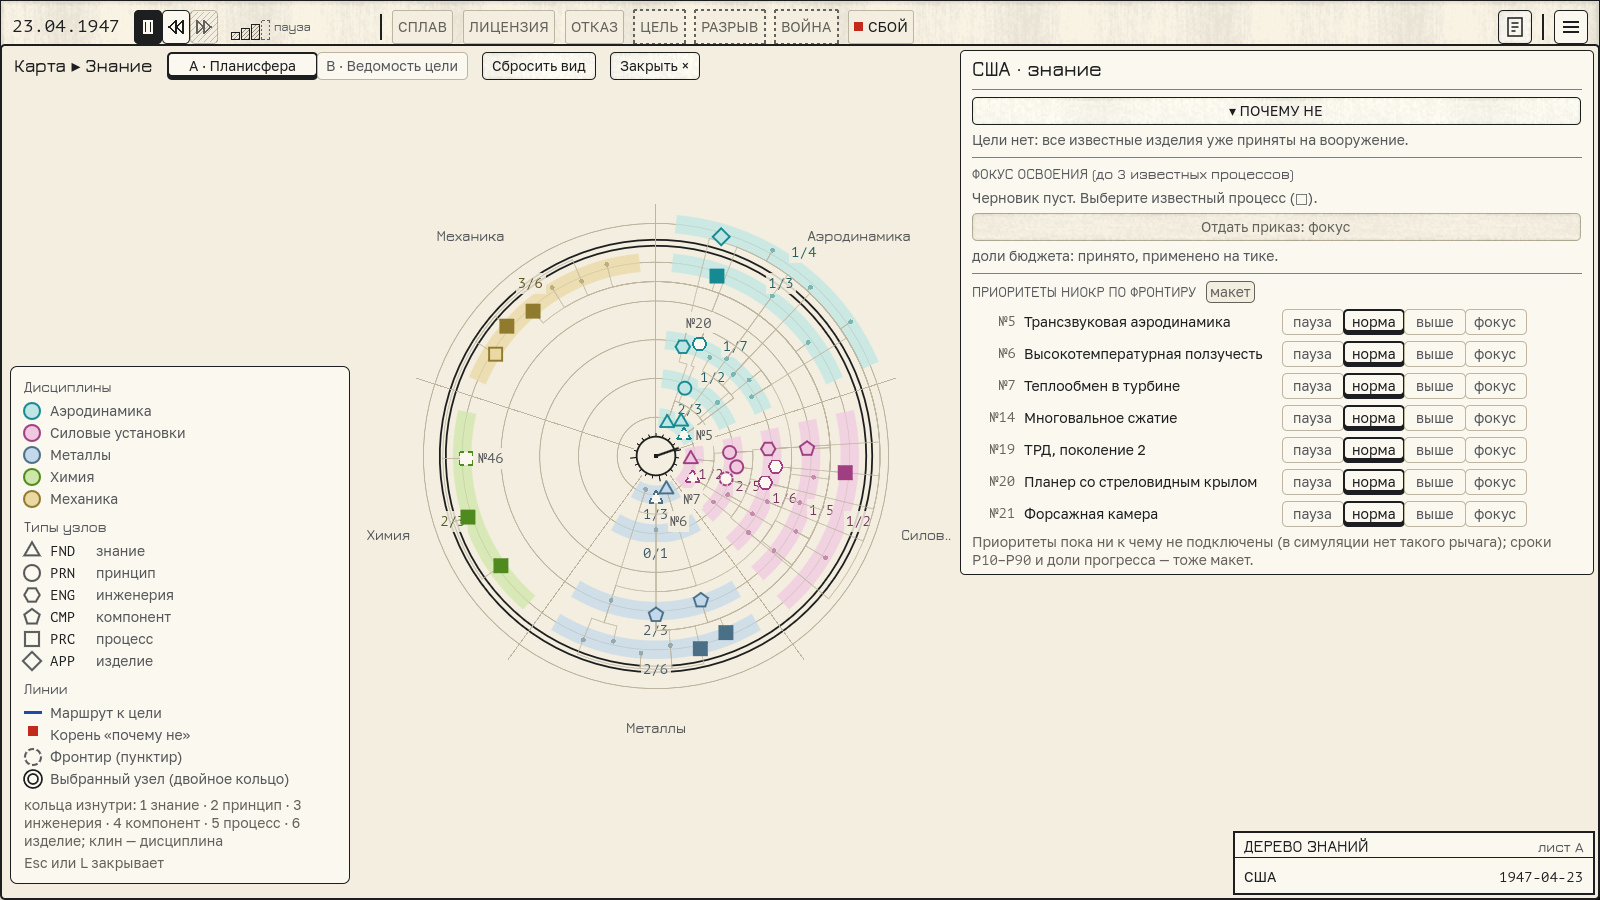 23.04.1947
пауза
СПЛАВ
ЛИЦЕНЗИЯ
ОТКАЗ
ЦЕЛЬ
РАЗРЫВ
ВОЙНА
СБОЙ
Карта ▸ Знание
А · Планисфера
В · Ведомость цели
Сбросить вид
Закрыть ×
США · знание
▾ ПОЧЕМУ НЕ
Цели нет: все известные изделия уже приняты на вооружение.
ФОКУС ОСВОЕНИЯ (до 3 известных процессов)
Черновик пуст. Выберите известный процесс (□).
Отдать приказ: фокус
доли бюджета: принято, применено на тике.
ПРИОРИТЕТЫ НИОКР ПО ФРОНТИРУ макет
№5 Трансзвуковая аэродинамика пауза норма выше фокус
№6 Высокотемпературная ползучесть пауза норма выше фокус
№7 Теплообмен в турбине пауза норма выше фокус
№14 Многовальное сжатие пауза норма выше фокус
№19 ТРД, поколение 2 пауза норма выше фокус
№20 Планер со стреловидным крылом пауза норма выше фокус
№21 Форсажная камера пауза норма выше фокус
Приоритеты пока ни к чему не подключены (в симуляции нет такого рычага); сроки
P10–P90 и доли прогресса — тоже макет.
Механика
Аэродинамика
1/4
3/6
1/3
№20
1/7
1/2
2/3
№5
№46
1/2
2/5
№7
1/6
1/3
№6
1/5
1/2
2/3
Химия
Силов..
0/1
2/3
2/6
Металлы
Дисциплины
Аэродинамика
Силовые установки
Металлы
Химия
Механика
Типы узлов
FND знание
PRN принцип
ENG инженерия
CMP компонент
PRC процесс
APP изделие
Линии
Маршрут к цели
Корень «почему не»
Фронтир (пунктир)
Выбранный узел (двойное кольцо)
кольца изнутри: 1 знание · 2 принцип · 3
инженерия · 4 компонент · 5 процесс · 6
изделие; клин — дисциплина
Esc или L закрывает
ДЕРЕВО ЗНАНИЙ лист А
США 1947-04-23